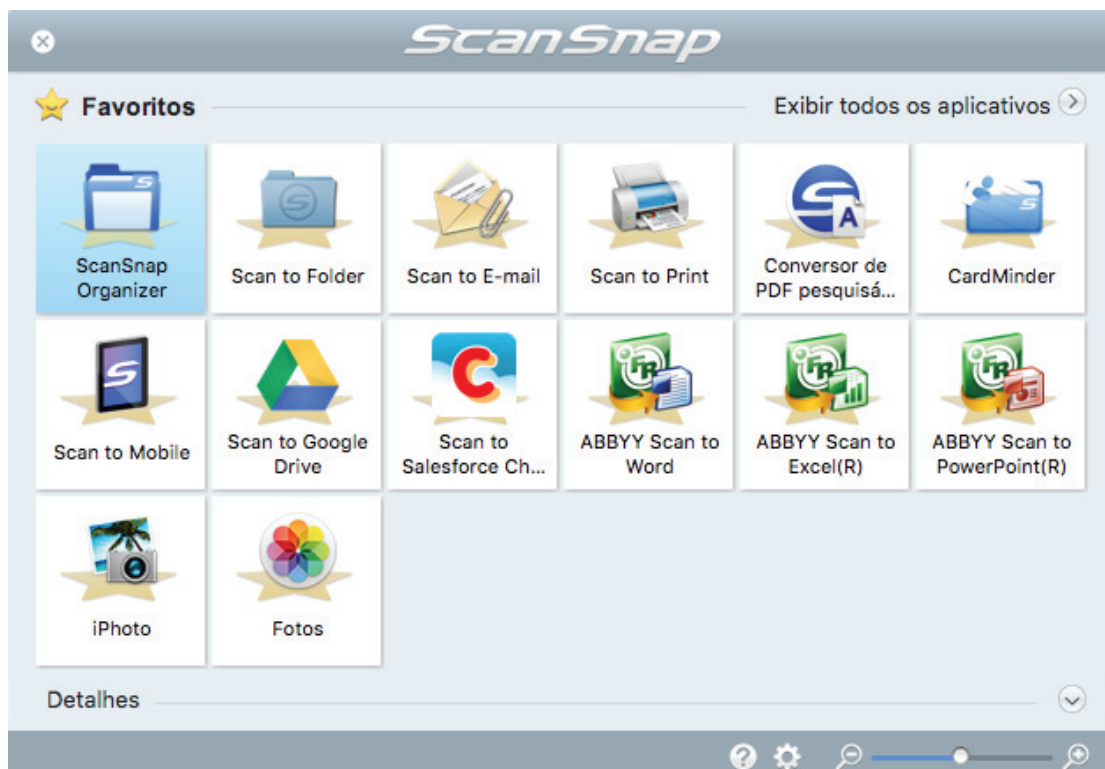 ScanSnap
Favoritos
Exibir todos os aplicativos
ScanSnap
Organizer
Scan to Folder
Scan to E-mail
Scan to Print
Conversor de
PDF pesquisá...
CardMinder
Scan to Mobile
Scan to Google
Drive
Scan to
Salesforce Ch...
ABBYY Scan to
Word
ABBYY Scan to
Excel(R)
ABBYY Scan to
PowerPoint(R)
iPhoto
Fotos
Detalhes